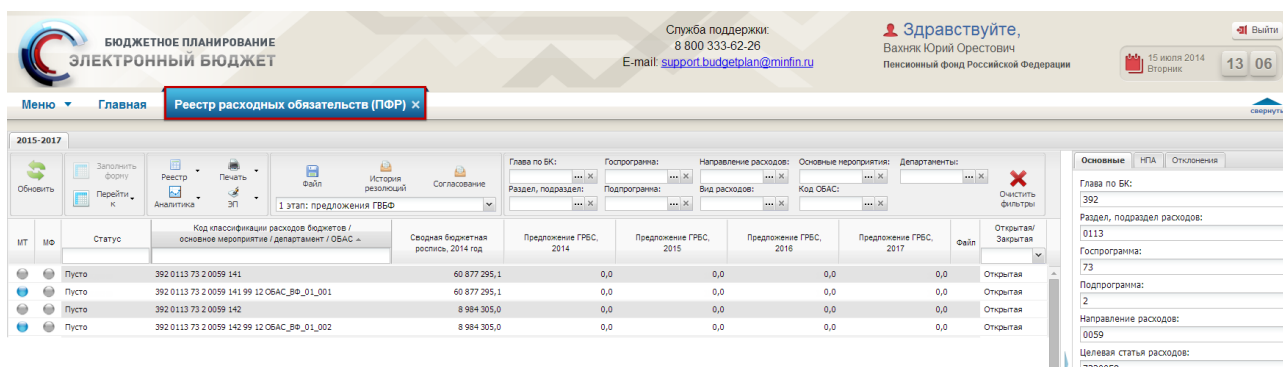 БЮДЖЕТНОЕ ПЛАНИРОВАНИЕ
ЭЛЕКТРОННЫЙ БЮДЖЕТ
Служба поддержки:
8 800 333-62-26
E-mail: support.budgetplan@minfin.ru
Здравствуйте,
Вахняк Юрий Орестович
Пенсионный фонд Российской Федерации
Выйти
15 июля 2014
Вторник
13 06
Меню Главная Реестр расходных обязательств (ПФР) ×
свернуть
2015-2017
Обновить
Заполнить форму
Перейти к
Реестр
Аналитика
Печать
ЭП
Файл
История резолюций
Согласование
1 этап: предложения ГВБФ
Глава по БК:
Госпрограмма:
Направление расходов:
Основные мероприятия:
Департаменты:
Раздел, подраздел:
Подпрограмма:
Вид расходов:
Код ОБАС:
Очистить фильтры
МТ МФ Статус Код классификации расходов бюджетов / основное мероприятие / департамент / ОБАС Сводная бюджетная роспись, 2014 год Предложение ГРБС, 2014 Предложение ГРБС, 2015 Предложение ГРБС, 2016 Предложение ГРБС, 2017 Файл Открытая/Закрытая
Пусто 392 0113 73 2 0059 141 60 877 295,1 0,0 0,0 0,0 0,0 Открытая
Пусто 392 0113 73 2 0059 141 99 12 ОБАС_ВФ_01_001 60 877 295,1 0,0 0,0 0,0 0,0 Открытая
Пусто 392 0113 73 2 0059 142 8 984 305,0 0,0 0,0 0,0 0,0 Открытая
Пусто 392 0113 73 2 0059 142 99 12 ОБАС_ВФ_01_002 8 984 305,0 0,0 0,0 0,0 0,0 Открытая
Основные НПА Отклонения
Глава по БК:
392
Раздел, подраздел расходов:
0113
Госпрограмма:
73
Подпрограмма:
2
Направление расходов:
0059
Целевая статья расходов: